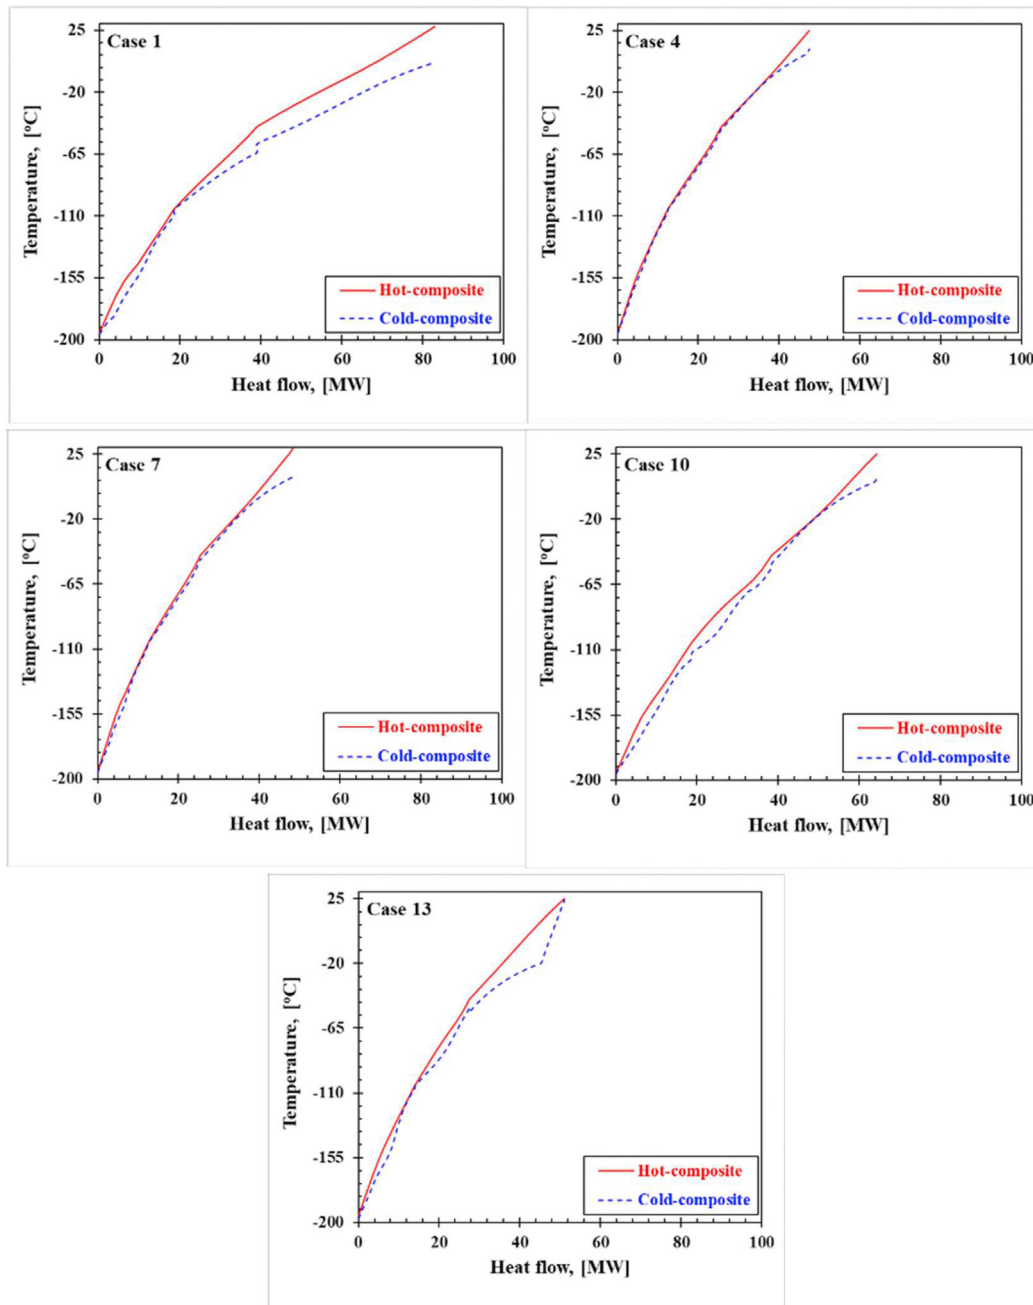 Case 1
Temperature, [°C]
25
-20
-65
-110
-155
-200
Hot-composite
Cold-composite
0 20 40 60 80 100
Heat flow, [MW]
Case 4
Temperature, [°C]
25
-20
-65
-110
-155
-200
Hot-composite
Cold-composite
0 20 40 60 80 100
Heat flow, [MW]
Case 7
Temperature, [°C]
25
-20
-65
-110
-155
-200
Hot-composite
Cold-composite
0 20 40 60 80 100
Heat flow, [MW]
Case 10
Temperature, [°C]
25
-20
-65
-110
-155
-200
Hot-composite
Cold-composite
0 20 40 60 80 100
Heat flow, [MW]
Case 13
Temperature, [°C]
25
-20
-65
-110
-155
-200
Hot-composite
Cold-composite
0 20 40 60 80 100
Heat flow, [MW]